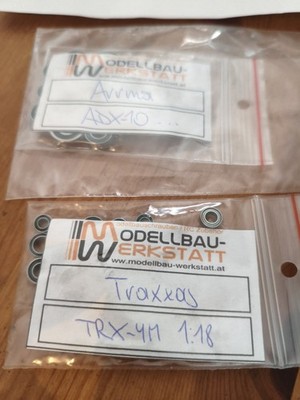 MODELLBAU-
WERKSTATT
www.modellbau-werkstatt.at
Arrma
ADX-10 ...
MODELLBAU-
WERKSTATT
www.modellbau-werkstatt.at
Traxxas
TRX-4M 1:18